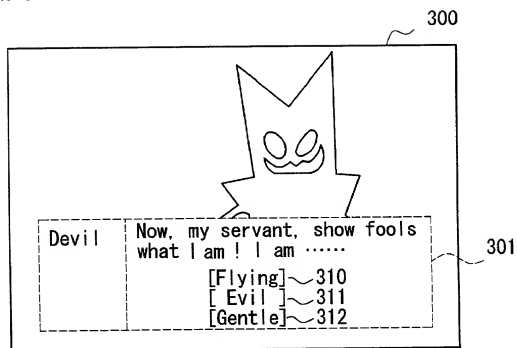 300
Devil
Now, my servant, show fools
what I am! I am ......
301
[Flying] 310
[ Evil ] 311
[Gentle] 312